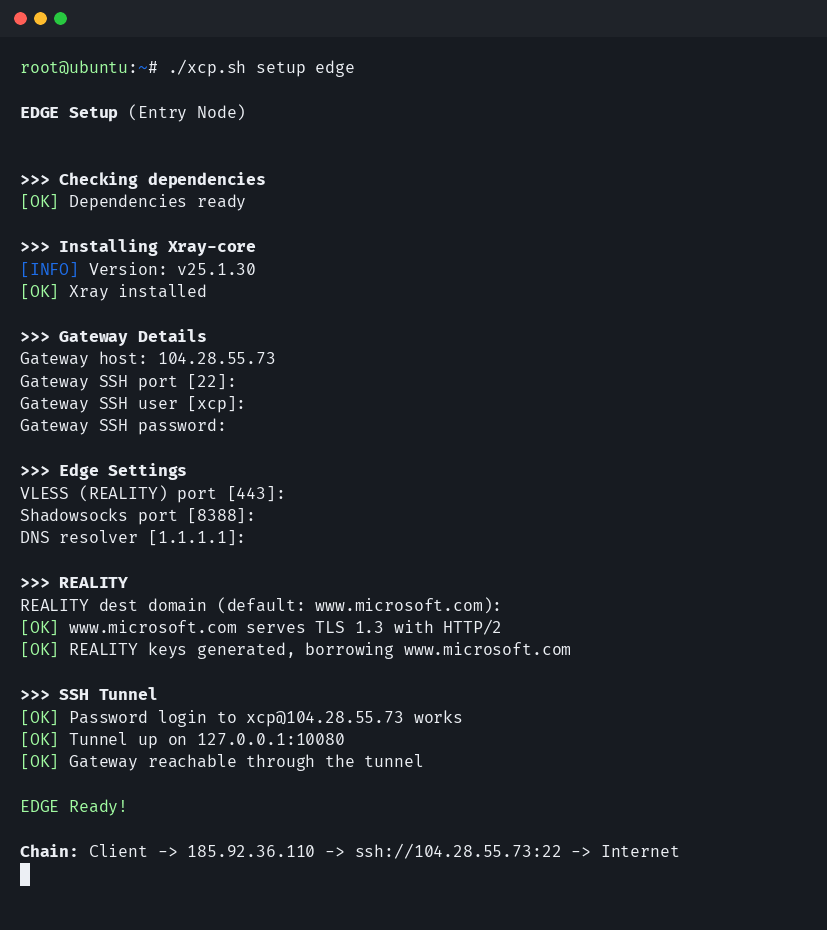 root@ubuntu:~# ./xcp.sh setup edge
EDGE Setup (Entry Node)
>>> Checking dependencies
[OK] Dependencies ready
>>> Installing Xray-core
[INFO] Version: v25.1.30
[OK] Xray installed
>>> Gateway Details
Gateway host: 104.28.55.73
Gateway SSH port [22]:
Gateway SSH user [xcp]:
Gateway SSH password:
>>> Edge Settings
VLESS (REALITY) port [443]:
Shadowsocks port [8388]:
DNS resolver [1.1.1.1]:
>>> REALITY
REALITY dest domain (default: www.microsoft.com):
[OK] www.microsoft.com serves TLS 1.3 with HTTP/2
[OK] REALITY keys generated, borrowing www.microsoft.com
>>> SSH Tunnel
[OK] Password login to xcp@104.28.55.73 works
[OK] Tunnel up on 127.0.0.1:10080
[OK] Gateway reachable through the tunnel
EDGE Ready!
Chain: Client -> 185.92.36.110 -> ssh://104.28.55.73:22 -> Internet